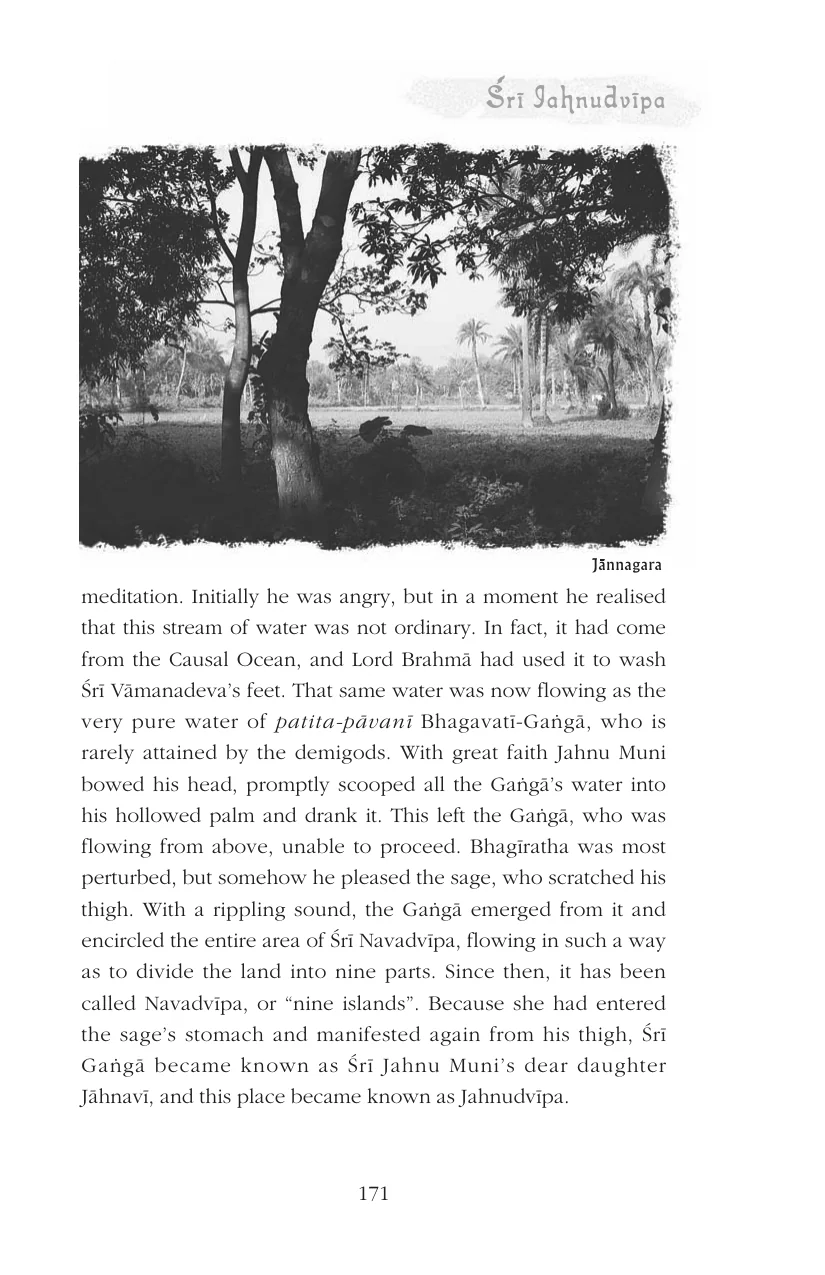 Śrī Jahnudvīpa
Jānnagara
meditation. Initially he was angry, but in a moment he realised
that this stream of water was not ordinary. In fact, it had come
from the Causal Ocean, and Lord Brahmā had used it to wash
Śrī Vāmanadeva’s feet. That same water was now flowing as the
very pure water of patita-pāvanī Bhagavatī-Gaṅgā, who is
rarely attained by the demigods. With great faith Jahnu Muni
bowed his head, promptly scooped all the Gaṅgā’s water into
his hollowed palm and drank it. This left the Gaṅgā, who was
flowing from above, unable to proceed. Bhagīratha was most
perturbed, but somehow he pleased the sage, who scratched his
thigh. With a rippling sound, the Gaṅgā emerged from it and
encircled the entire area of Śrī Navadvīpa, flowing in such a way
as to divide the land into nine parts. Since then, it has been
called Navadvīpa, or “nine islands”. Because she had entered
the sage’s stomach and manifested again from his thigh, Śrī
Gaṅgā became known as Śrī Jahnu Muni’s dear daughter
Jāhnavī, and this place became known as Jahnudvīpa.
171